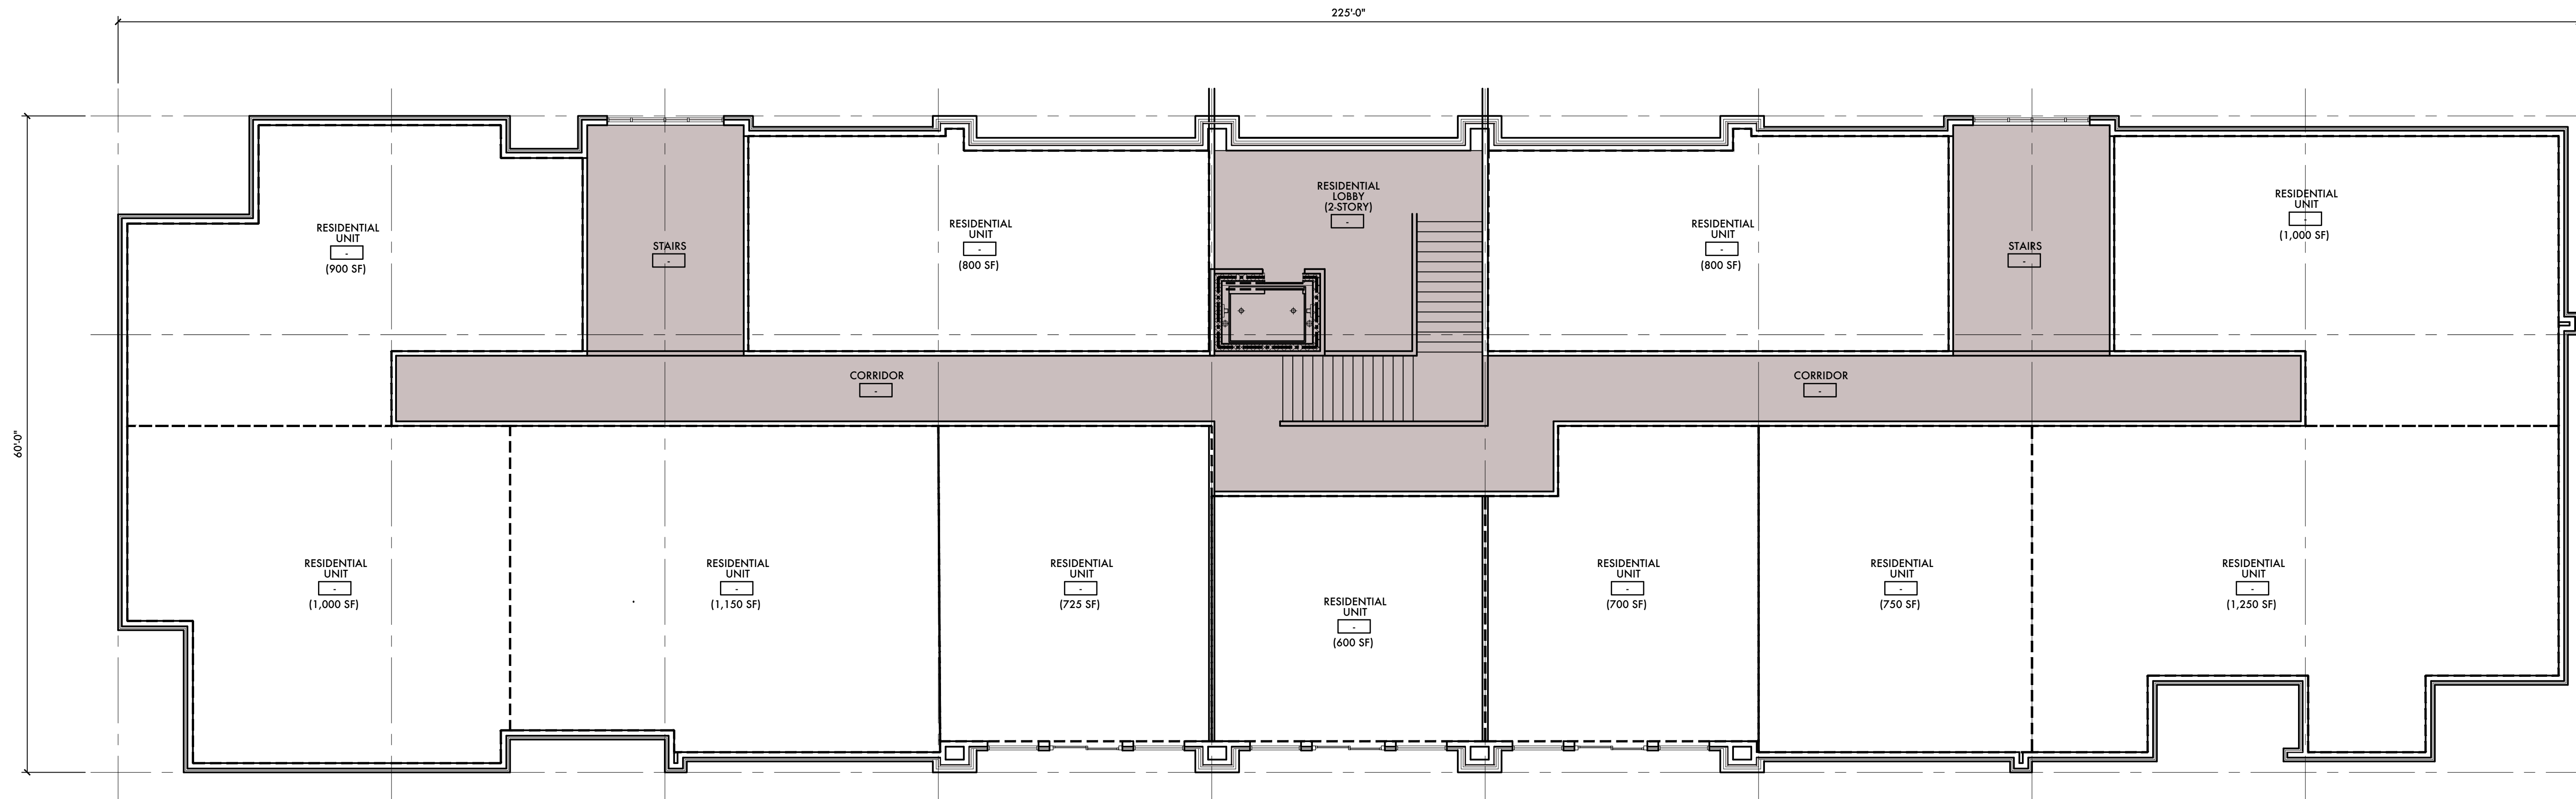 225'-0"
60'-0"
RESIDENTIAL
UNIT
-
(900 SF)
STAIRS
-
RESIDENTIAL
UNIT
-
(800 SF)
RESIDENTIAL
LOBBY
(2-STORY)
-
RESIDENTIAL
UNIT
-
(800 SF)
STAIRS
-
RESIDENTIAL
UNIT
-
(1,000 SF)
CORRIDOR
-
CORRIDOR
-
RESIDENTIAL
UNIT
-
(1,000 SF)
RESIDENTIAL
UNIT
-
(1,150 SF)
RESIDENTIAL
UNIT
-
(725 SF)
RESIDENTIAL
UNIT
-
(600 SF)
RESIDENTIAL
UNIT
-
(700 SF)
RESIDENTIAL
UNIT
-
(750 SF)
RESIDENTIAL
UNIT
-
(1,250 SF)